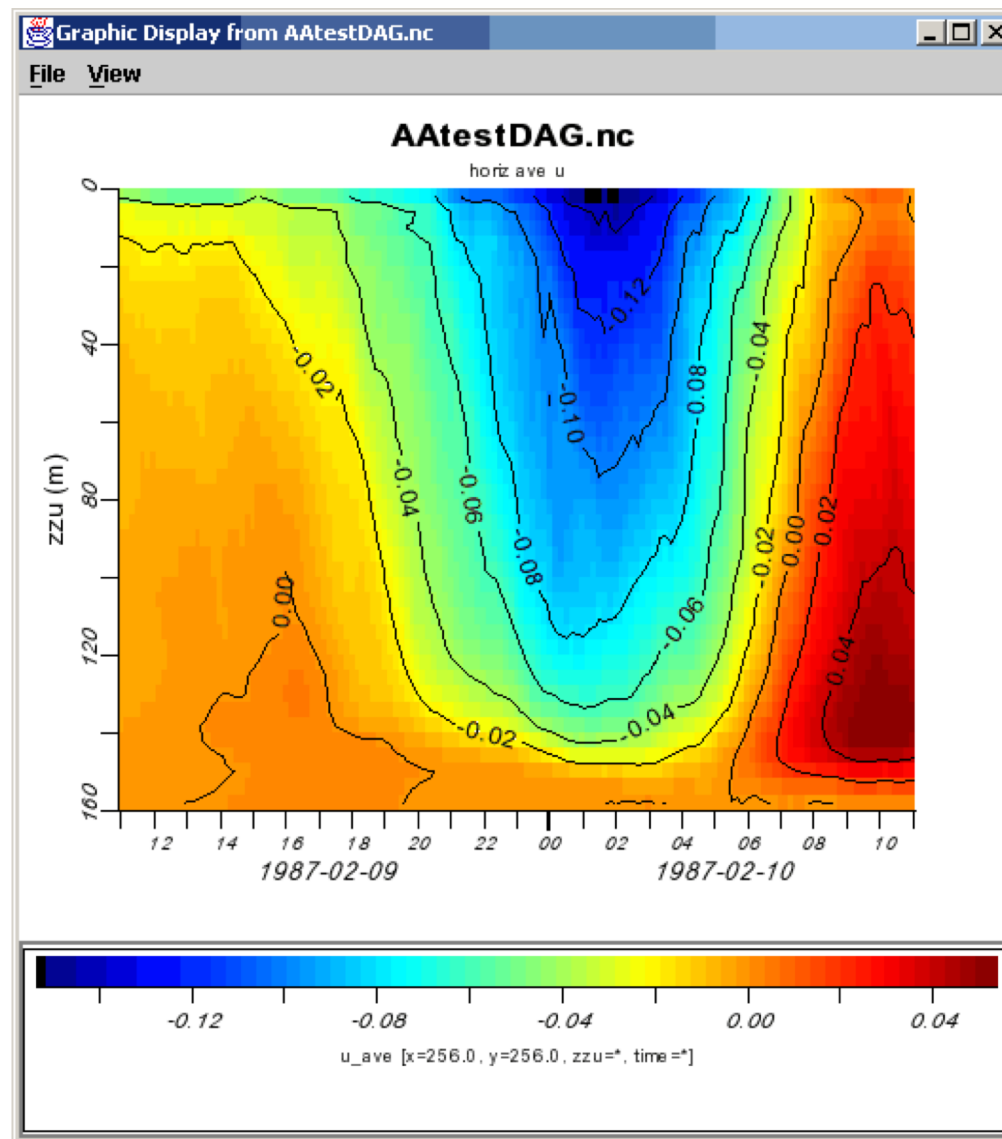 Graphic Display from AAtestDAG.nc
File View
AAtestDAG.nc
horiz ave u
0
40
80
120
160
zzu (m)
-0.12
-0.04
-0.02
-0.08
-0.10
-0.04
-0.06
-0.08
0.02
0.00
-0.02
0.00
-0.06
0.04
-0.04
-0.02
12 14 16 18 20 22 00 02 04 06 08 10
1987-02-09 1987-02-10
-0.12 -0.08 -0.04 0.00 0.04
u_ave [x=256.0, y=256.0, zzu=*, time=*]